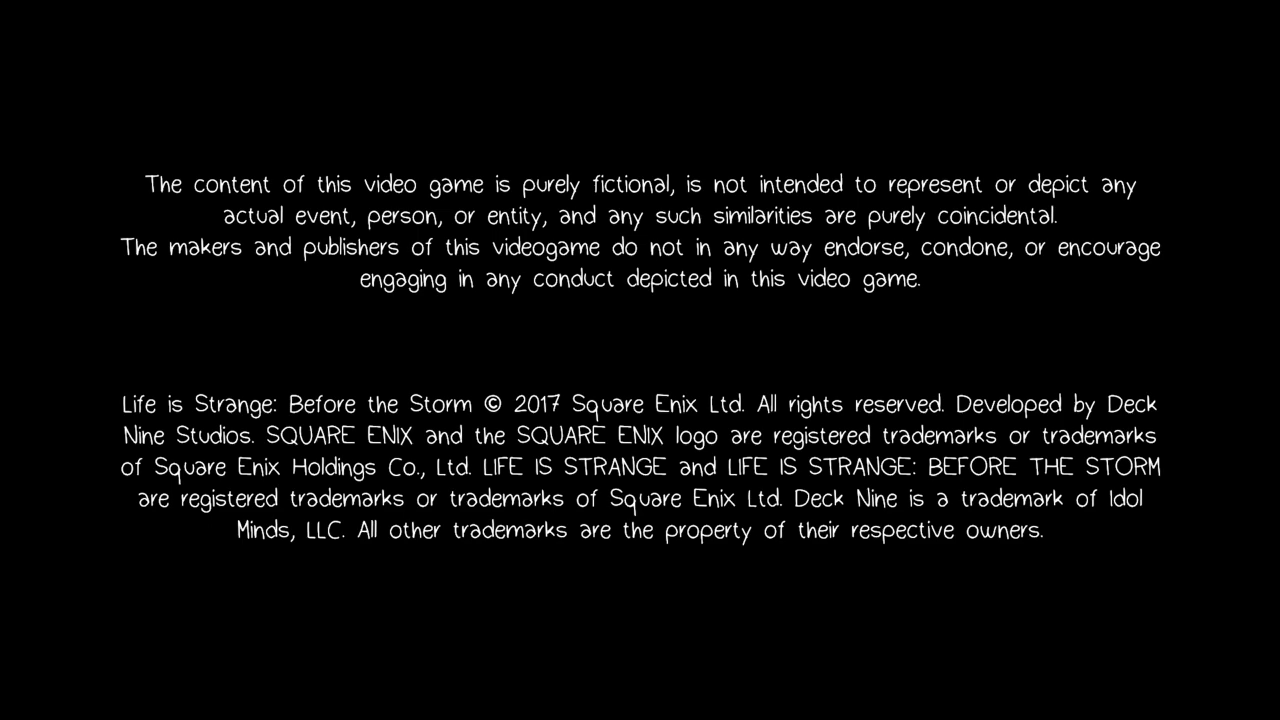 The content of this video game is purely fictional, is not intended to represent or depict any
actual event, person, or entity, and any such similarities are purely coincidental.
The makers and publishers of this videogame do not in any way endorse, condone, or encourage
engaging in any conduct depicted in this video game.
Life is Strange: Before the Storm © 2017 Square Enix Ltd. All rights reserved. Developed by Deck
Nine Studios. SQUARE ENIX and the SQUARE ENIX logo are registered trademarks or trademarks
of Square Enix Holdings Co., Ltd. LIFE IS STRANGE and LIFE IS STRANGE: BEFORE THE STORM
are registered trademarks or trademarks of Square Enix Ltd. Deck Nine is a trademark of Idol
Minds, LLC. All other trademarks are the property of their respective owners.